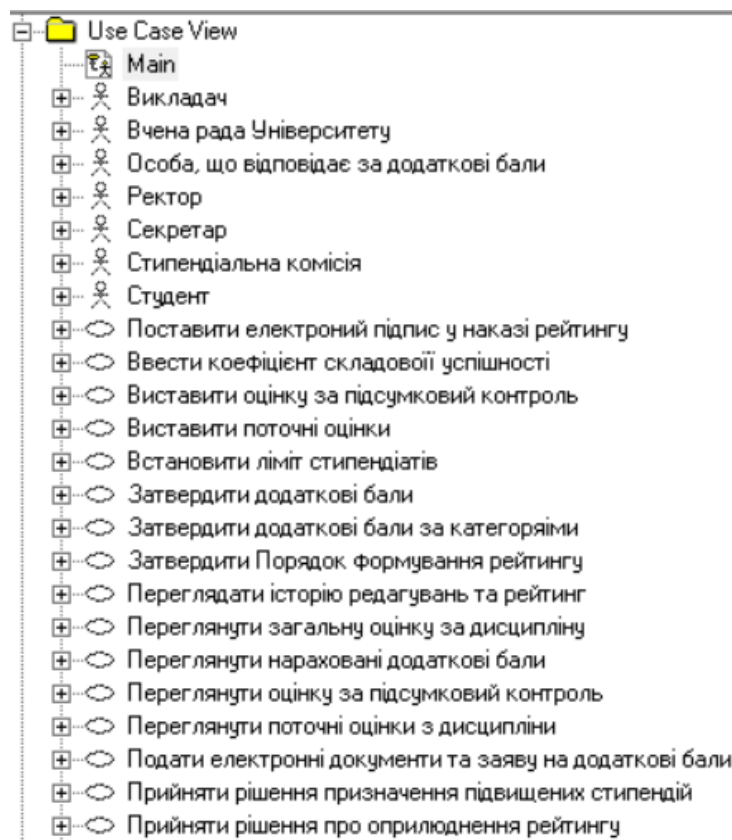 Use Case View
Main
Викладач
Вчена рада Університету
Особа, що відповідає за додаткові бали
Ректор
Секретар
Стипендіальна комісія
Студент
Поставити електроний підпис у наказі рейтингу
Ввести коефіцієнт складовоїї успішності
Виставити оцінку за підсумковий контроль
Виставити поточні оцінки
Встановити ліміт стипендіатів
Затвердити додаткові бали
Затвердити додаткові бали за категоряіми
Затвердити Порядок формування рейтингу
Переглядати історію редагувань та рейтинг
Переглянути загальну оцінку за дисципліну
Переглянути нараховані додаткові бали
Переглянути оцінку за підсумковий контроль
Переглянути поточні оцінки з дисципліни
Подати електронні документи та заяву на додаткові бали
Прийняти рішення призначення підвищених стипендій
Прийняти рішення про оприлюднення рейтингу